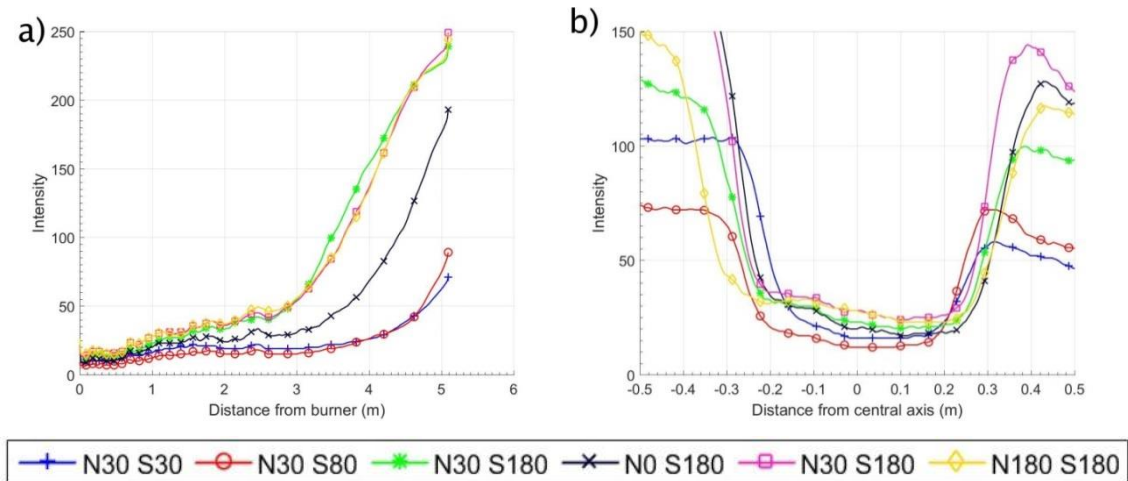 a)
250
200
150
100
50
0
Intensity
0 1 2 3 4 5 6
Distance from burner (m)
b)
150
100
50
0
Intensity
-0.5 -0.4 -0.3 -0.2 -0.1 0 0.1 0.2 0.3 0.4 0.5
Distance from central axis (m)
N30 S30 N30 S80 N30 S180 N0 S180 N30 S180 N180 S180